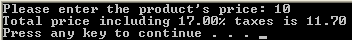 Please enter the product's price: 10
Total price including 17.00% taxes is 11.70
Press any key to continue . . .